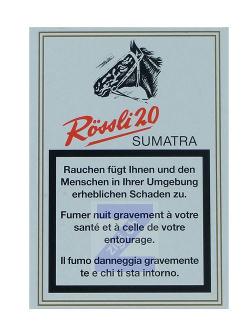 Rössli 20
SUMATRA
Rauchen fügt Ihnen und den
Menschen in Ihrer Umgebung
erheblichen Schaden zu.
Fumer nuit gravement à votre
santé et à celle de votre
entourage.
Il fumo danneggia gravemente
te e chi ti sta intorno.